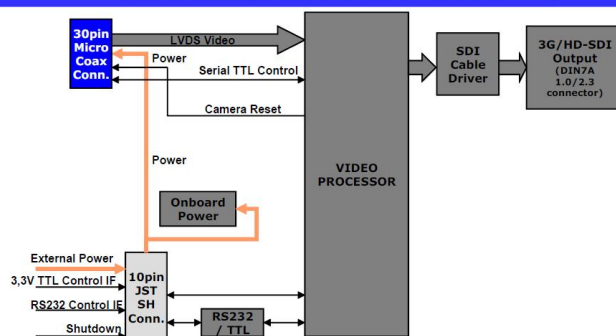 30pin
Micro
Coax
Conn.
LVDS Video
Power
Serial TTL Control
Camera Reset
Power
VIDEO
PROCESSOR
SDI
Cable
Driver
3G/HD-SDI
Output
(DIN7A
1.0/2.3
connector)
Onboard
Power
External Power
3,3V TTL Control IF
RS232 Control IF
Shutdown
10pin
JST
SH
Conn.
RS232
/ TTL